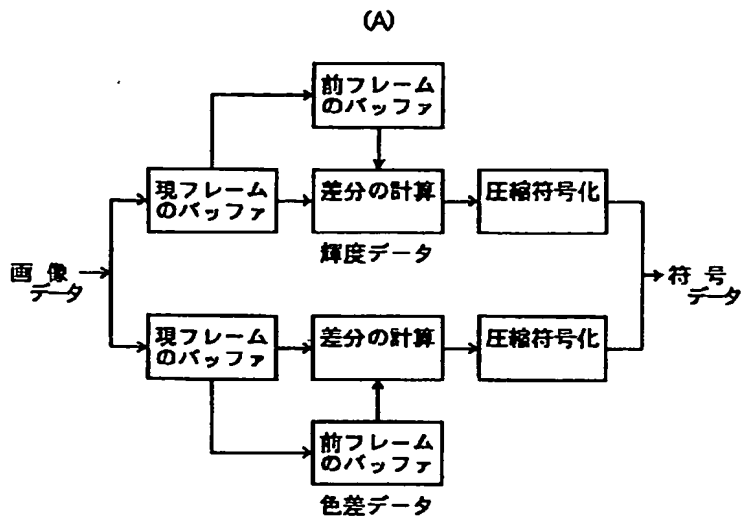 (A)
前フレーム
のバッファ
現フレーム
のバッファ
差分の計算
圧縮符号化
輝度データ
画像
データ
符号
データ
現フレーム
のバッファ
差分の計算
圧縮符号化
前フレーム
のバッファ
色差データ